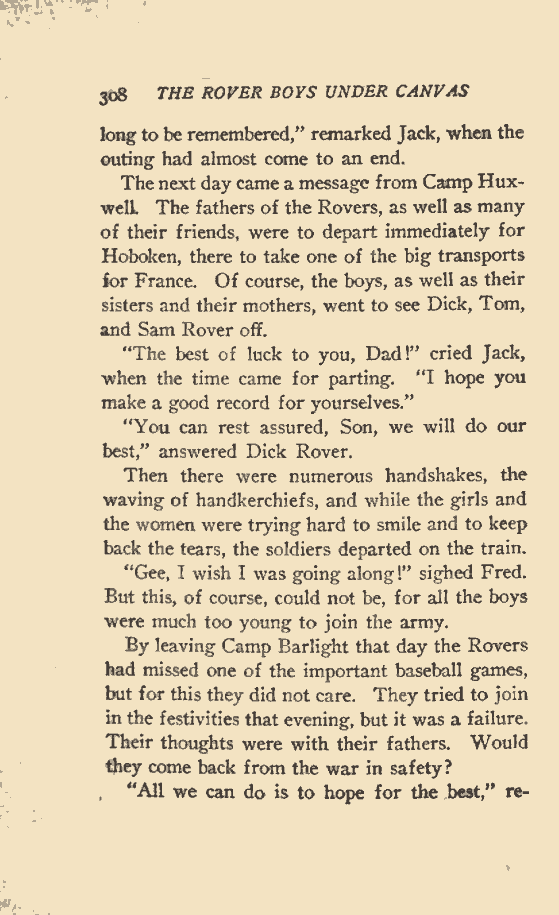 308 THE ROVER BOYS UNDER CANVAS
long to be remembered,” remarked Jack, when the
outing had almost come to an end.
The next day came a message from Camp Hux-
well. The fathers of the Rovers, as well as many
of their friends, were to depart immediately for
Hoboken, there to take one of the big transports
for France. Of course, the boys, as well as their
sisters and their mothers, went to see Dick, Tom,
and Sam Rover off.
“The best of luck to you, Dad!” cried Jack,
when the time came for parting. “I hope you
make a good record for yourselves.”
“You can rest assured, Son, we will do our
best,” answered Dick Rover.
Then there were numerous handshakes, the
waving of handkerchiefs, and while the girls and
the women were trying hard to smile and to keep
back the tears, the soldiers departed on the train.
“Gee, I wish I was going along!” sighed Fred.
But this, of course, could not be, for all the boys
were much too young to join the army.
By leaving Camp Barlight that day the Rovers
had missed one of the important baseball games,
but for this they did not care. They tried to join
in the festivities that evening, but it was a failure.
Their thoughts were with their fathers. Would
they come back from the war in safety?
“All we can do is to hope for the best,” re-